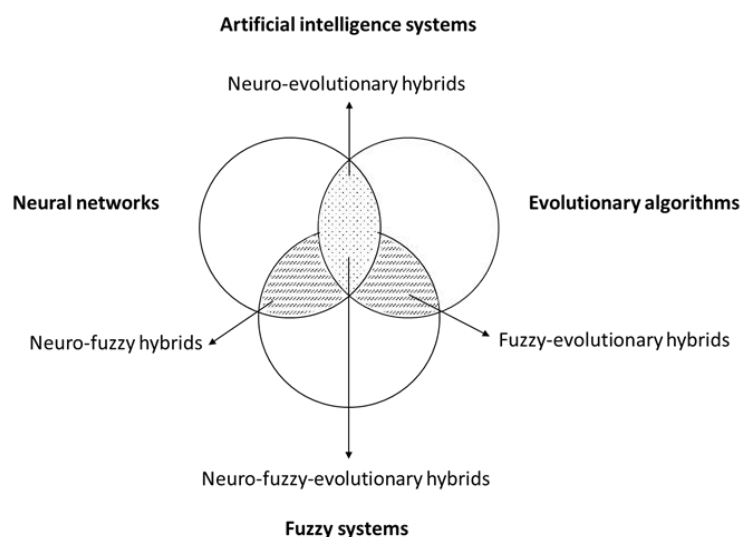 Artificial intelligence systems
Neuro-evolutionary hybrids
Neural networks
Evolutionary algorithms
Neuro-fuzzy hybrids
Fuzzy-evolutionary hybrids
Neuro-fuzzy-evolutionary hybrids
Fuzzy systems